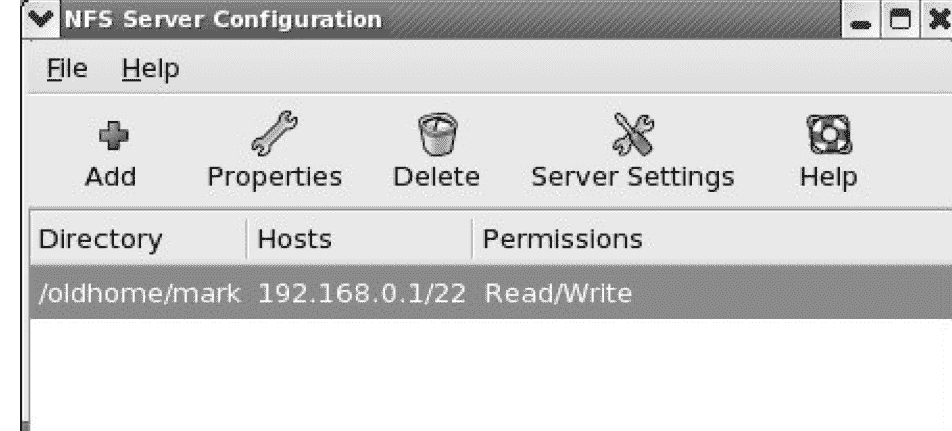 NFS Server Configuration
File Help
Add Properties Delete Server Settings Help
Directory Hosts Permissions
/oldhome/mark 192.168.0.1/22 Read/Write